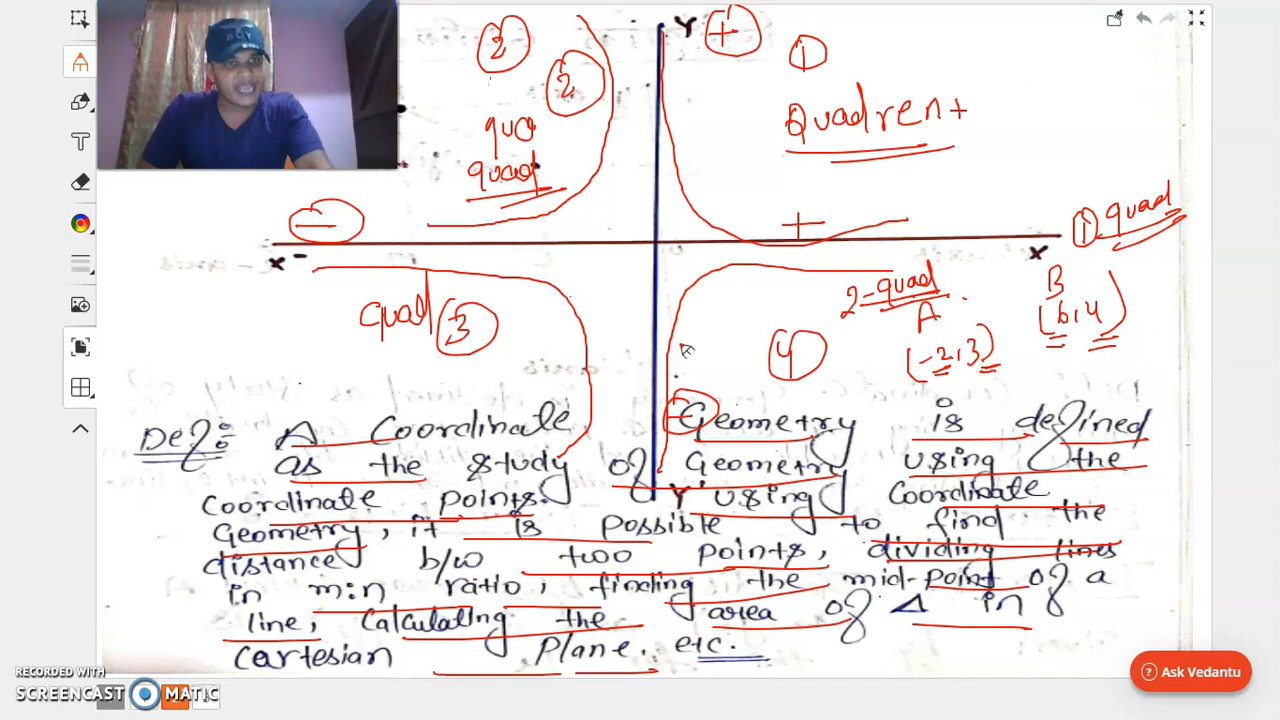 BOY
2
Y
+
1
2
Quadrent
quo
quad
-
+
1 quad
X -
X
quad 3
2-quad
A
(-2,3)
B
(6,4)
4
-
Def: A Coordinate Geometry is defined
as the study of Geometry using the
Coordinate points. Y' using Coordinate
Geometry, it is possible to find the
distance b/w two points, dividing lines
in m:n ratio, finding the mid-point of a
line, Calculating the area of Δ in
Cartesian Plane. etc.
RECORDED WITH
SCREENCAST MATIC
? Ask Vedantu